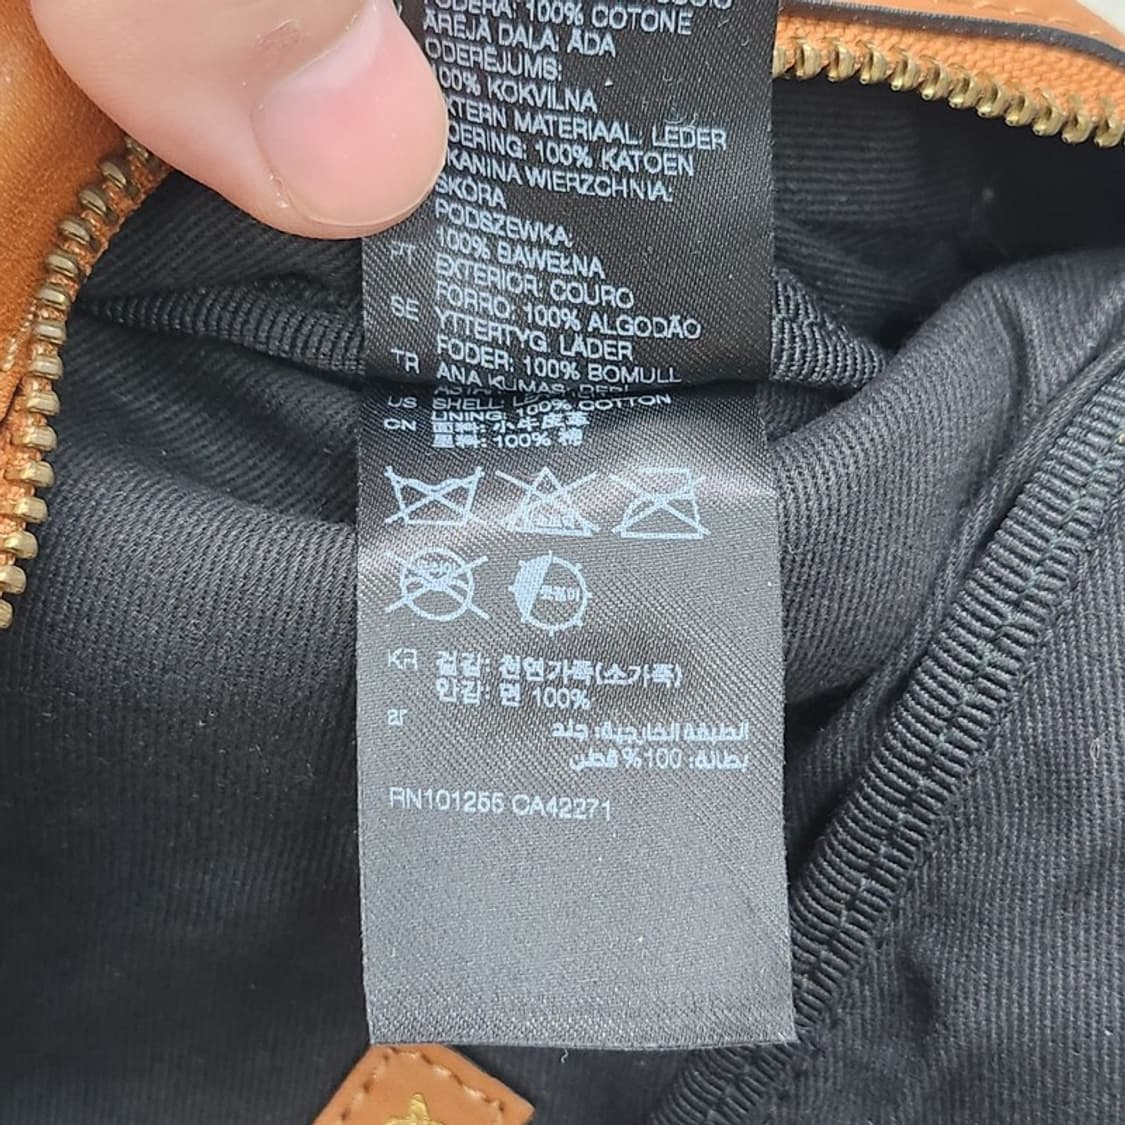 FODERA: 100% COTONE
ĀRĒJĀ DAĻA: ĀDA
ODERĒJUMS:
100% KOKVILNA
EXTERN MATERIAAL: LEDER
VOERING: 100% KATOEN
TKANINA WIERZCHNIA:
SKÓRA
PODSZEWKA:
100% BAWEŁNA
PT EXTERIOR: COURO
FORRO: 100% ALGODÃO
SE YTTERTYG: LÄDER
FODER: 100% BOMULL
TR ANA KUMAŞ: DERİ
US SHELL: LEATHER
LINING: 100% COTTON
CN 面料: 小牛皮革
里料: 100% 棉
KR 겉감: 천연가죽(소가죽)
안감: 면 100%
ar الطبقة الخارجية: جلد
بطانة: 100% قطن
RN101255 CA42271